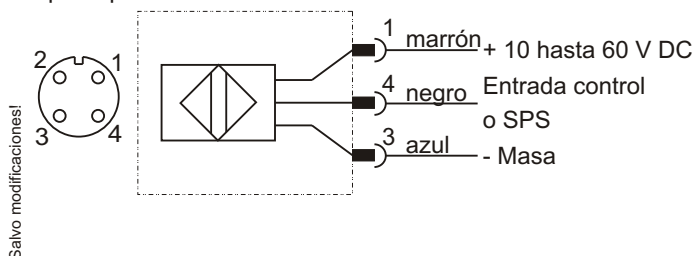 1 marrón + 10 hasta 60 V DC
2 1
4 negro Entrada control
o SPS
3 4
3 azul - Masa
Salvo modificaciones!